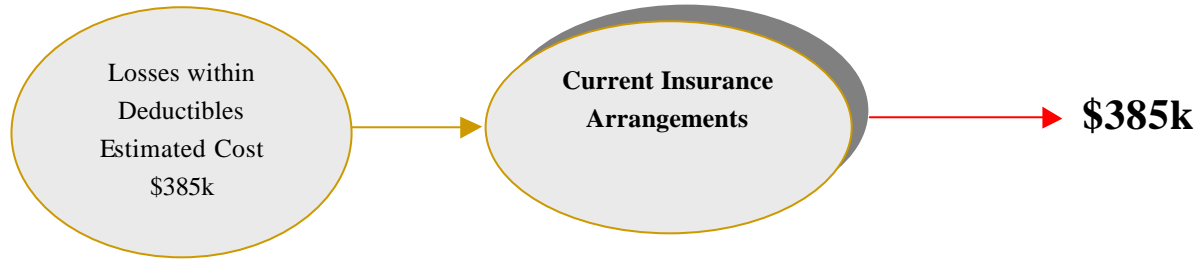 Losses within
Deductibles
Estimated Cost
$385k
Current Insurance
Arrangements
$385k